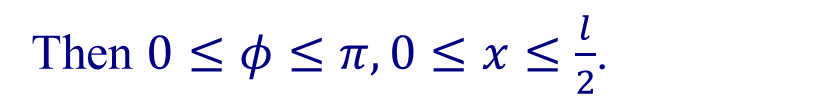 Then 0 ≤ ϕ ≤ π, 0 ≤ x ≤ l/2.